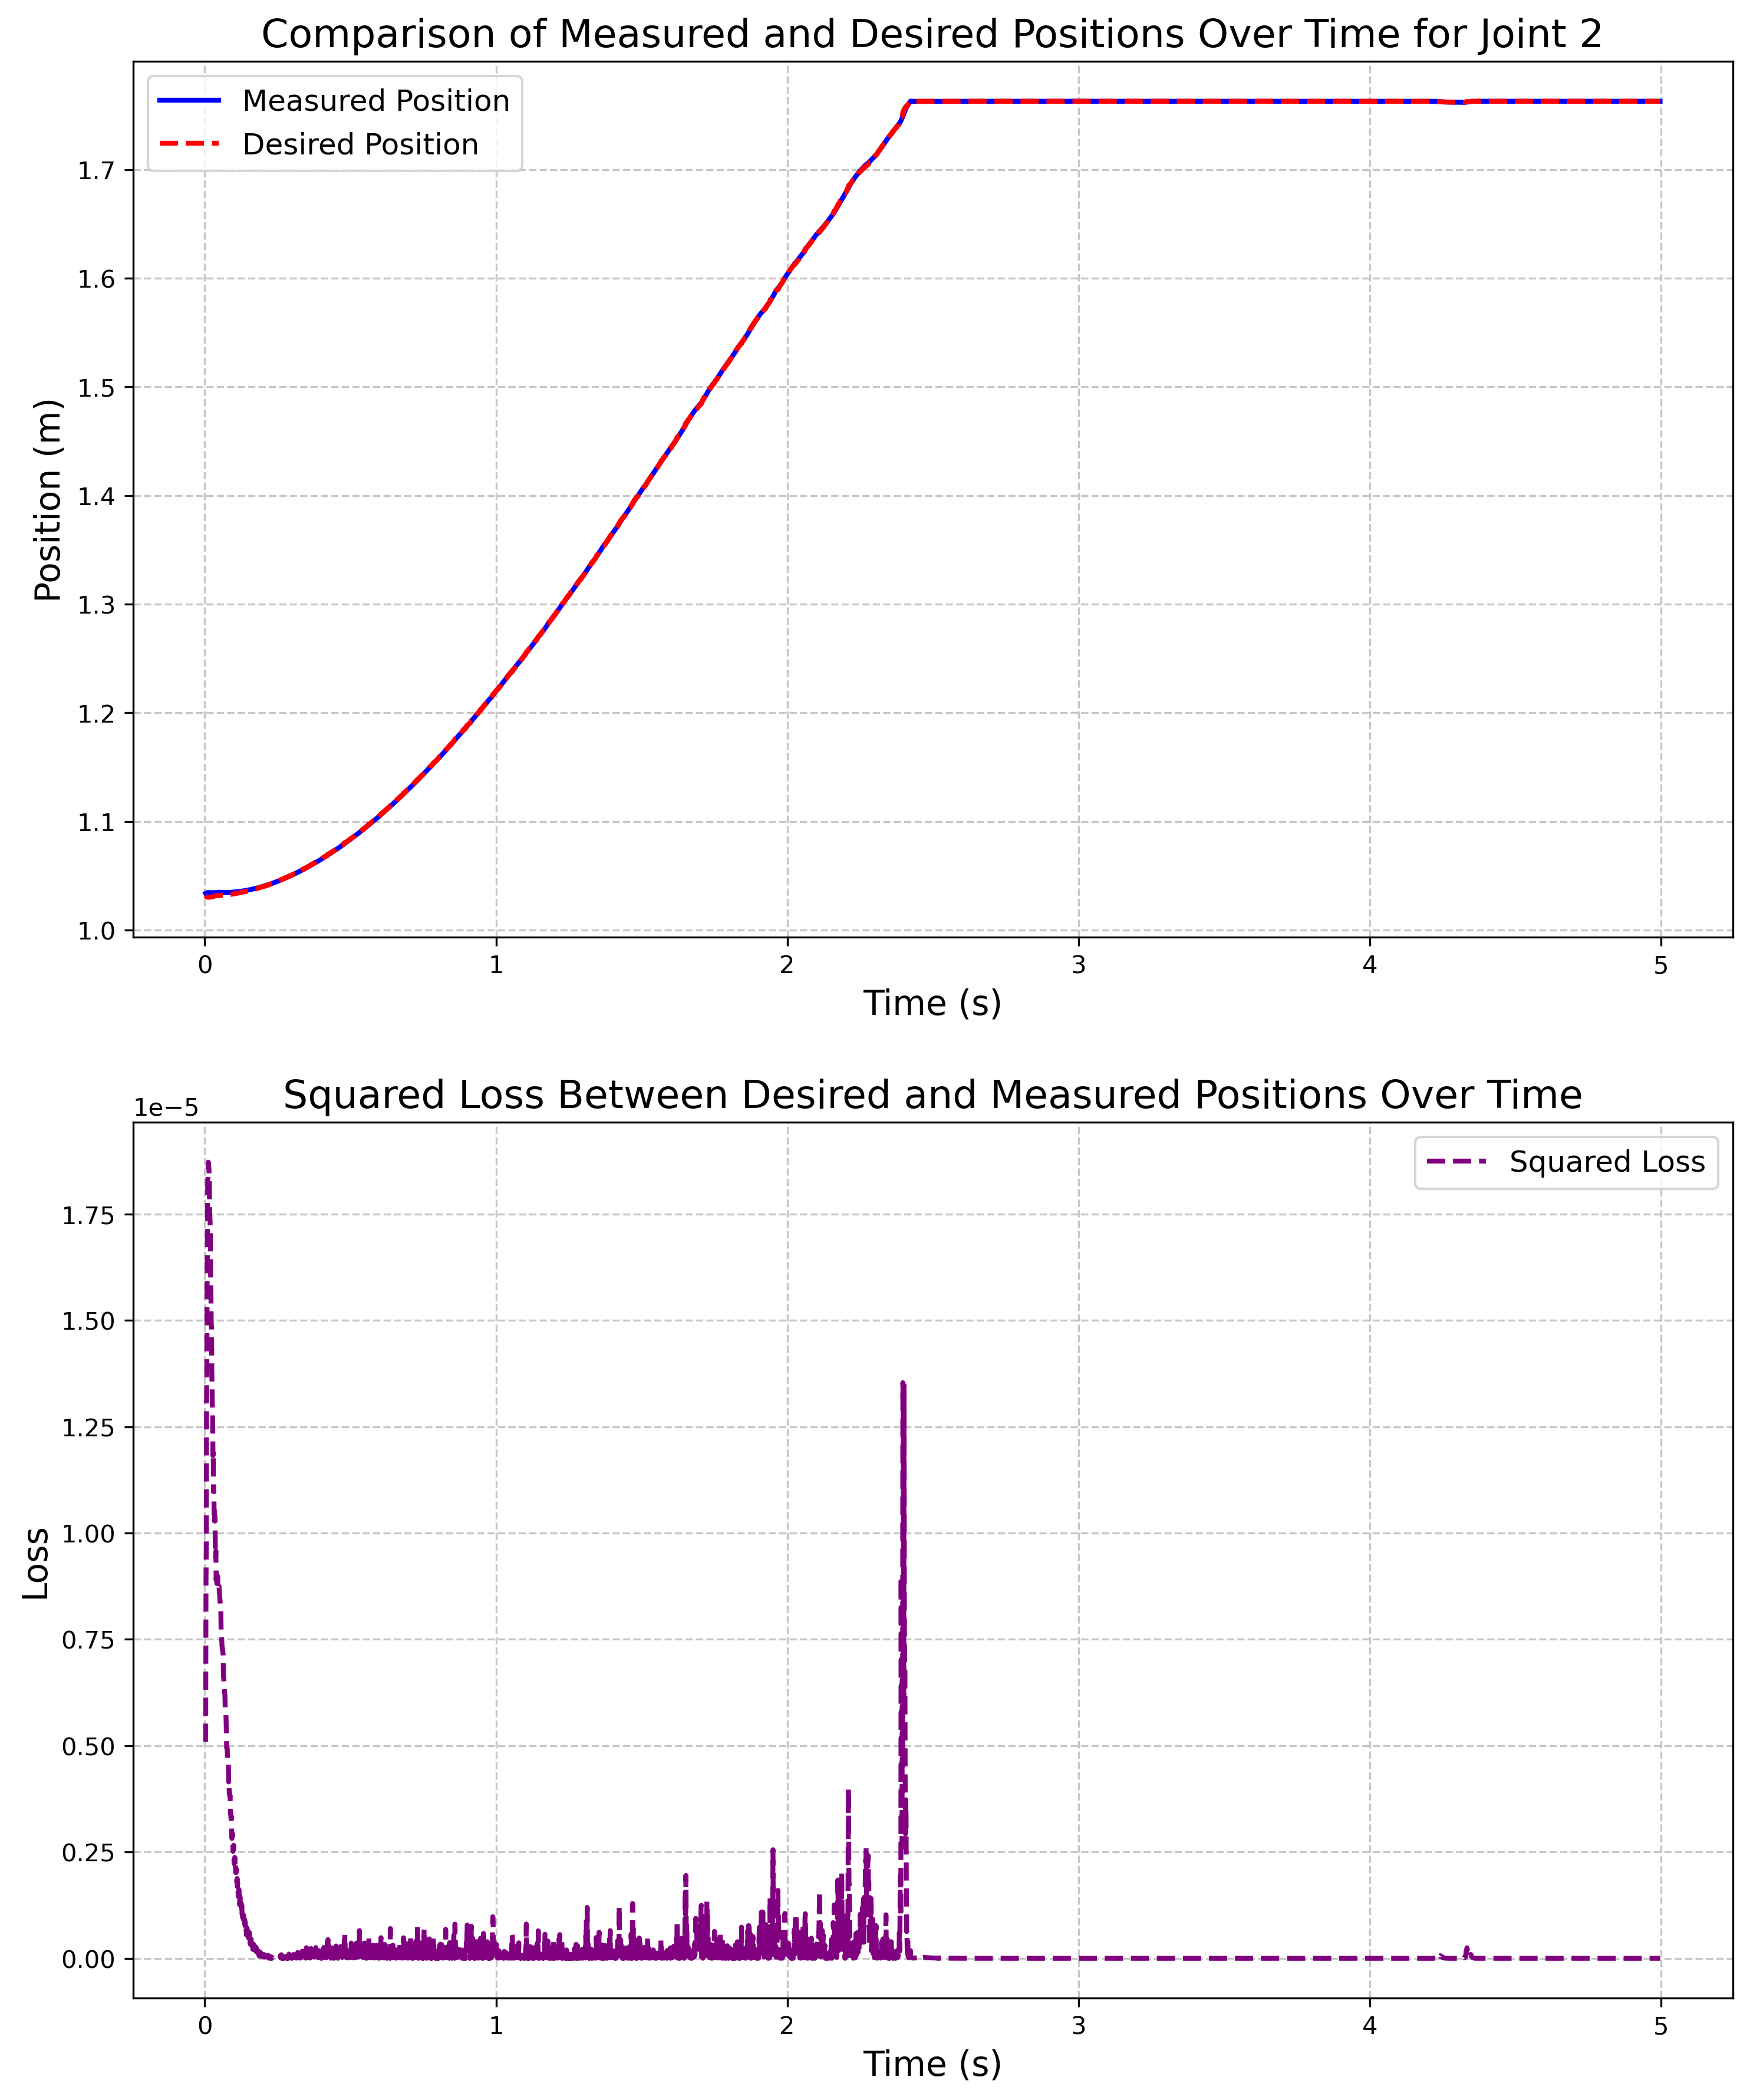 Comparison of Measured and Desired Positions Over Time for Joint 2
Measured Position
Desired Position
Position (m)
1.7
1.6
1.5
1.4
1.3
1.2
1.1
1.0
0 1 2 3 4 5
Time (s)
Squared Loss Between Desired and Measured Positions Over Time
1e−5
Squared Loss
Loss
1.75
1.50
1.25
1.00
0.75
0.50
0.25
0.00
0 1 2 3 4 5
Time (s)